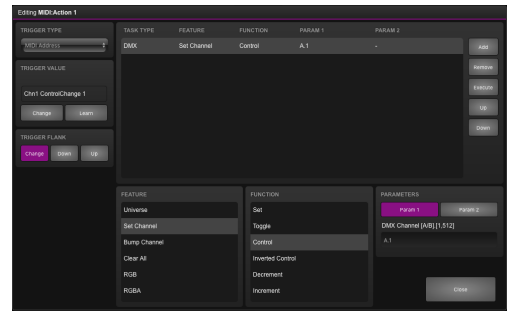 Editing MIDI:Action 1
TRIGGER TYPE
MIDI Address
TRIGGER VALUE
Chn1 ControlChange 1
Change Learn
TRIGGER FLANK
Change Down Up
TASK TYPE FEATURE FUNCTION PARAM 1 PARAM 2
DMX Set Channel Control A.1 -
Add
Remove
Execute
Up
Down
FEATURE
Universe
Set Channel
Bump Channel
Clear All
RGB
RGBA
FUNCTION
Set
Toggle
Control
Inverted Control
Decrement
Increment
PARAMETERS
Param 1 Param 2
DMX Channel [A/B].[1.512]
A.1
Close